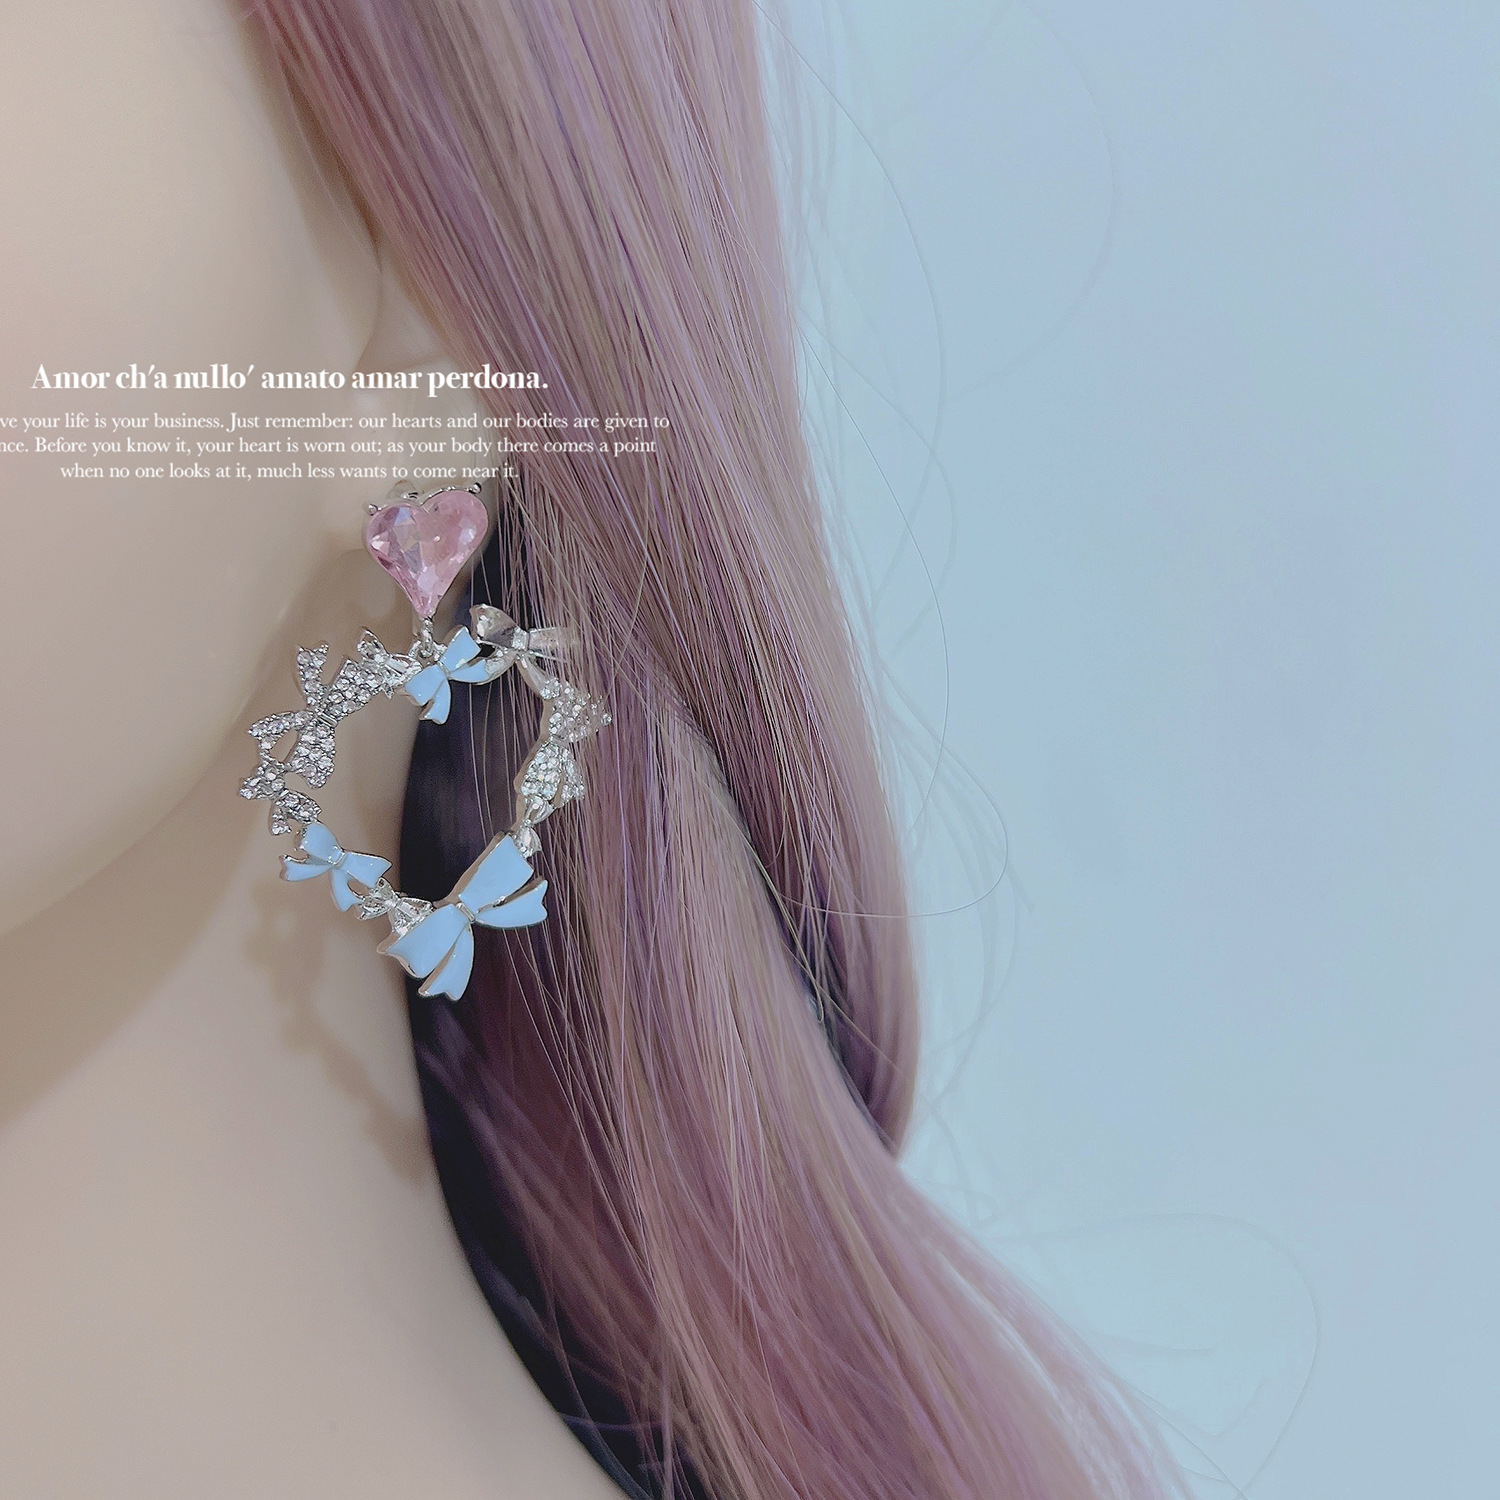 Amor ch'a nullo' amato amar perdona.
ve your life is your business. Just remember: our hearts and our bodies are given to
nce. Before you know it, your heart is worn out; as your body there comes a point
when no one looks at it, much less wants to come near it.